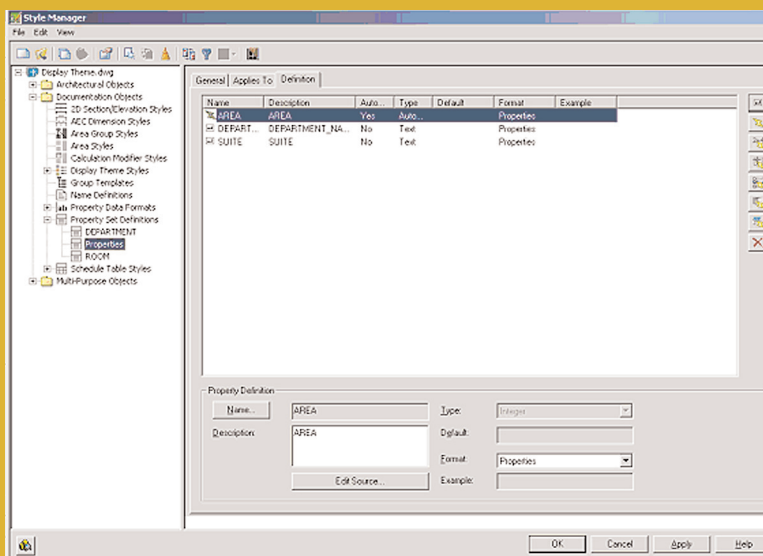 Style Manager
File Edit View
Display Theme.dwg
Architectural Objects
Documentation Objects
2D Section/Elevation Styles
AEC Dimension Styles
Area Group Styles
Area Styles
Calculation Modifier Styles
Display Theme Styles
Group Templates
Name Definitions
Property Data Formats
Property Set Definitions
DEPARTMENT
Properties
ROOM
Schedule Table Styles
Multi-Purpose Objects
General Applies To Definition
Name Description Auto... Type Default Format Example
AREA AREA Yes Auto... Properties
DEPART... DEPARTMENT_NA... No Text Properties
SUITE SUITE No Text Properties
Property Definition
Name... AREA Type: Integer
Description: AREA Default:
Format: Properties
Edit Source... Example:
OK Cancel Apply Help